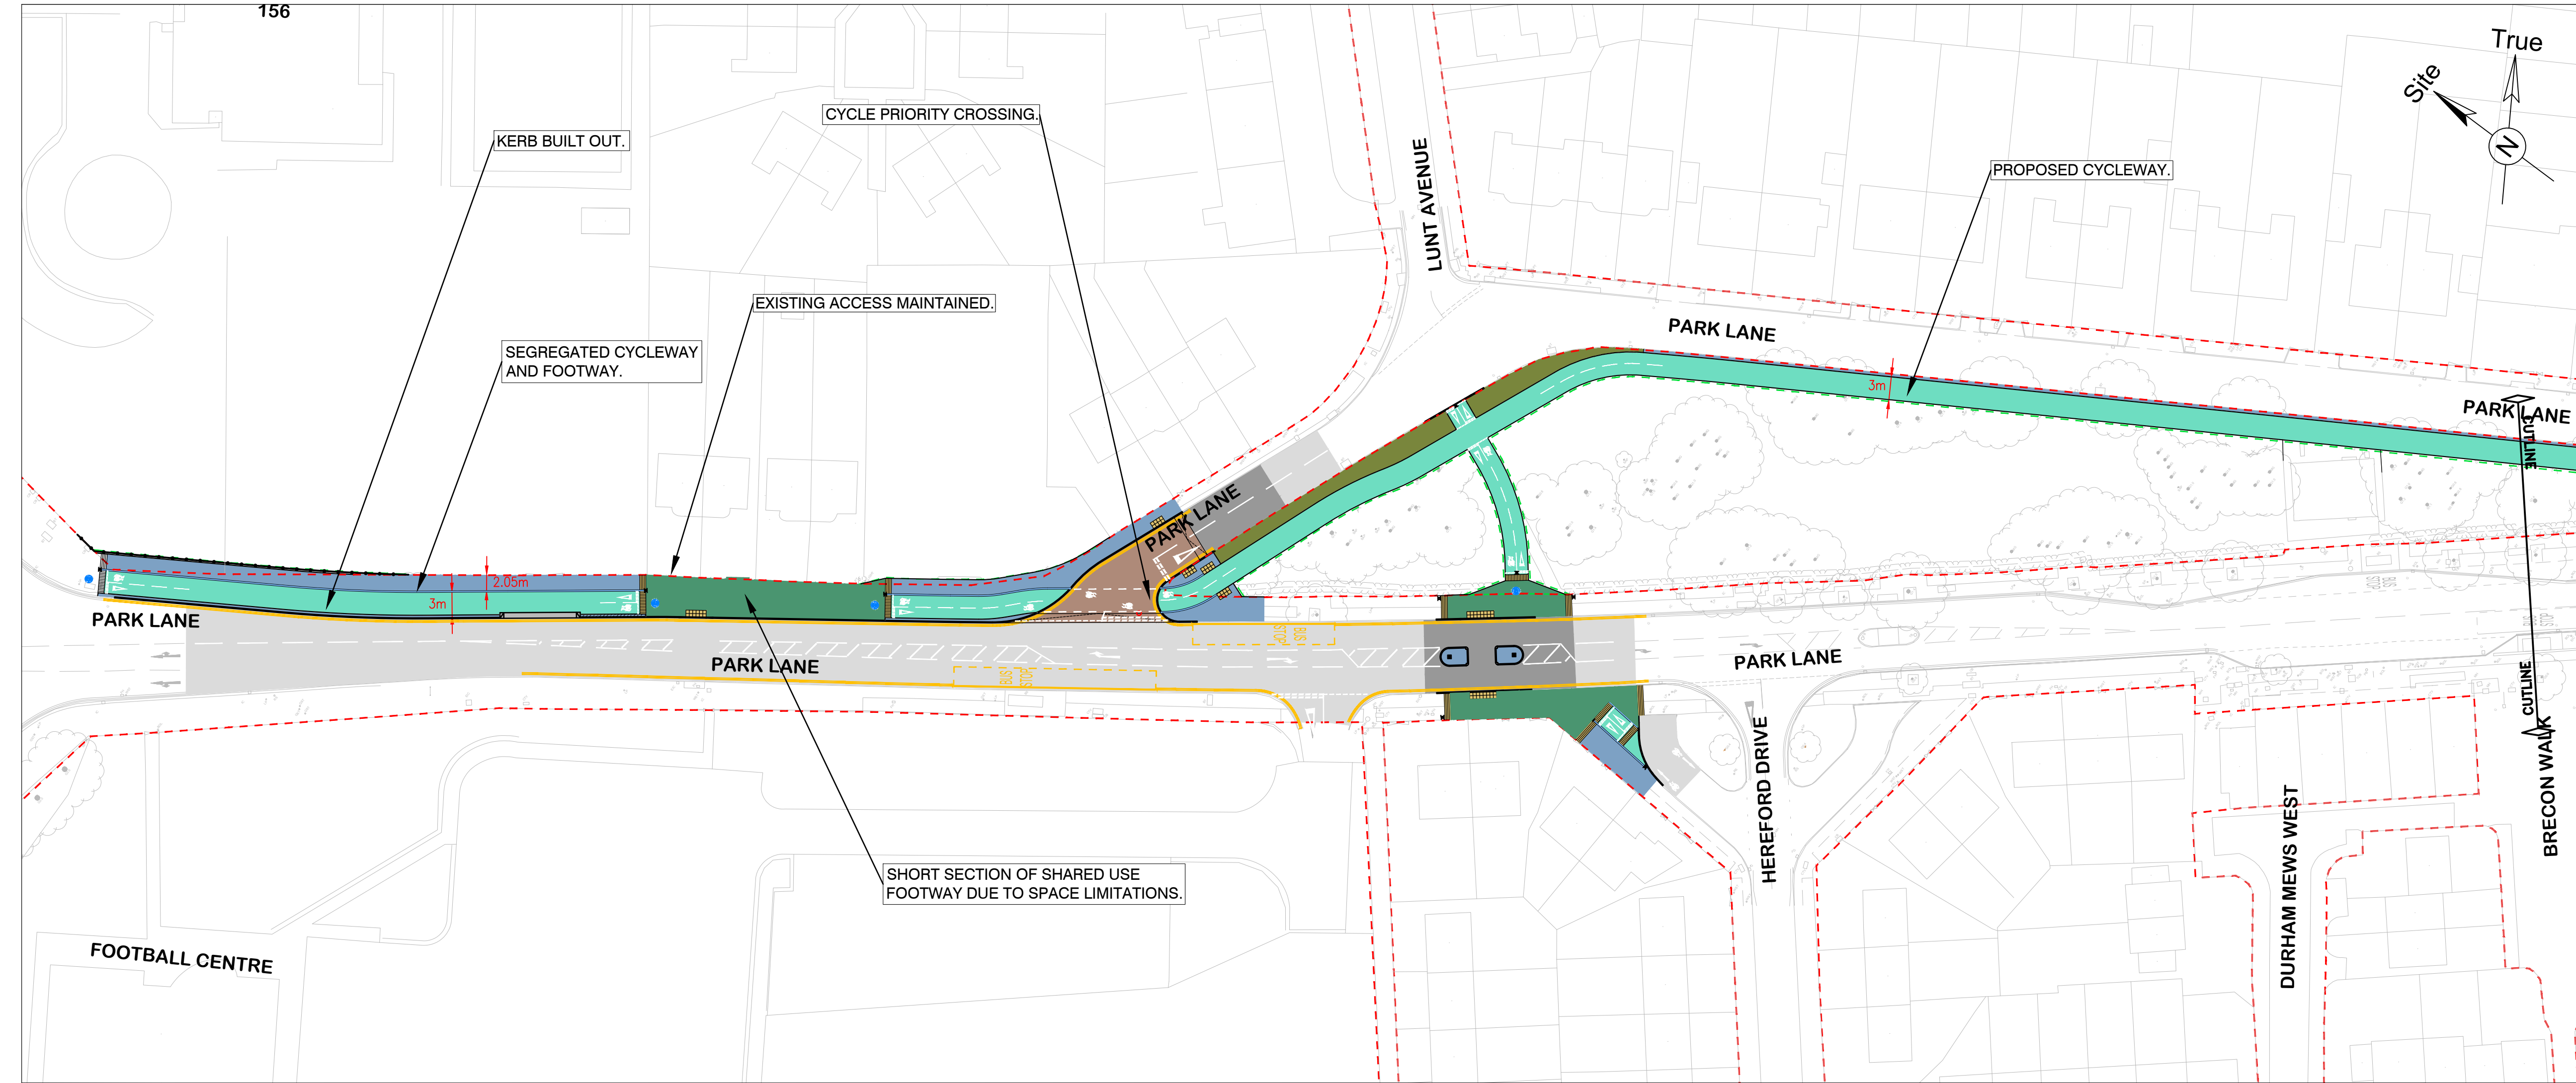 156
True
Site
N
CYCLE PRIORITY CROSSING.
KERB BUILT OUT.
PROPOSED CYCLEWAY.
LUNT AVENUE
EXISTING ACCESS MAINTAINED.
PARK LANE
SEGREGATED CYCLEWAY
AND FOOTWAY.
3m
PARK LANE
CUTLINE
PARK LANE
2.05m
3m
PARK LANE
BUS
STOP
PARK LANE
PARK LANE
BUS
STOP
CUTLINE
HEREFORD DRIVE
BRECON WALK
DURHAM MEWS WEST
SHORT SECTION OF SHARED USE
FOOTWAY DUE TO SPACE LIMITATIONS.
FOOTBALL CENTRE